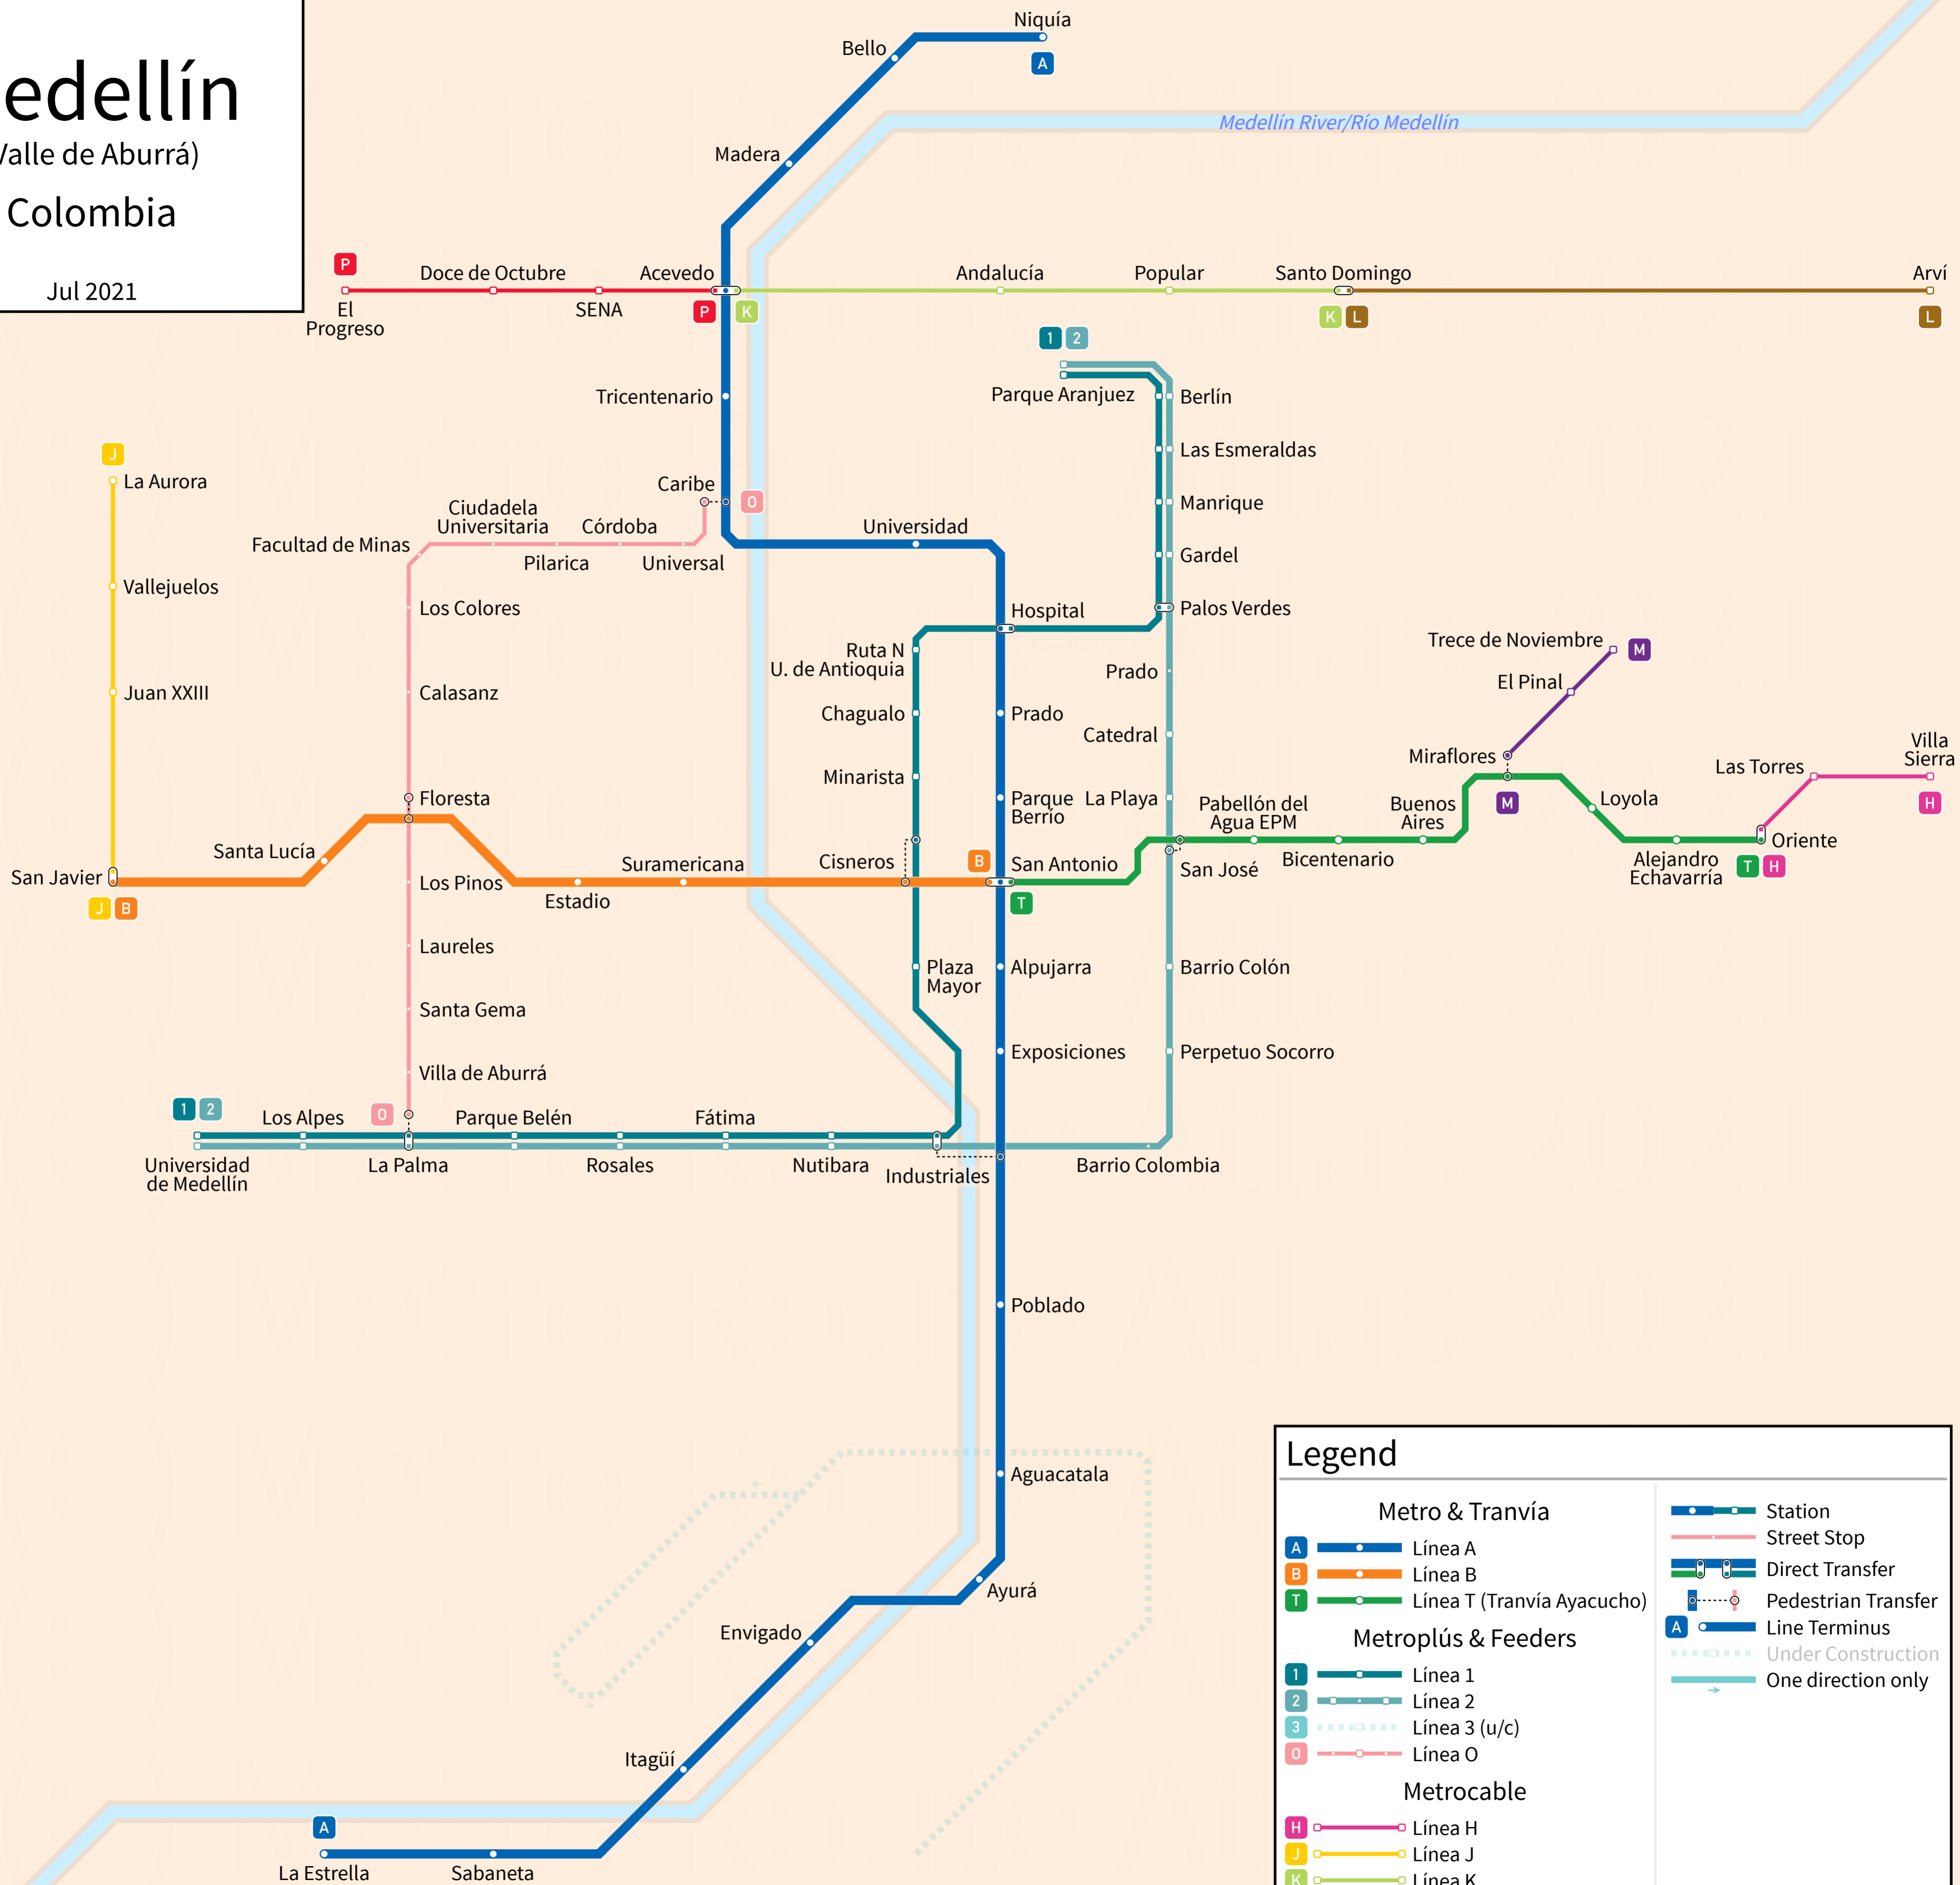 edellín
Valle de Aburrá)
Colombia
Jul 2021
Niquía
A
Bello
Medellín River/Río Medellín
Madera
P
Doce de Octubre
Acevedo
Andalucía
Popular
Santo Domingo
Arví
El
Progreso
SENA
P
K
K
L
L
1
2
Tricentenario
Parque Aranjuez
Berlín
J
La Aurora
Las Esmeraldas
Caribe
O
Manrique
Ciudadela
Universitaria
Córdoba
Universidad
Facultad de Minas
Pilarica
Universal
Gardel
Vallejuelos
Los Colores
Hospital
Palos Verdes
Ruta N
U. de Antioquia
Trece de Noviembre
M
Prado
El Pinal
Juan XXIII
Calasanz
Chagualo
Prado
Catedral
Miraflores
Villa
Sierra
Las Torres
Minarista
Floresta
Parque
Berrío
La Playa
Pabellón del
Agua EPM
Buenos
Aires
M
Loyola
H
Santa Lucía
Suramericana
Cisneros
B
San Antonio
San José
Bicentenario
Alejandro
Echavarría
Oriente
T
H
San Javier
J
B
Los Pinos
Estadio
T
Laureles
Plaza
Mayor
Alpujarra
Barrio Colón
Santa Gema
Exposiciones
Perpetuo Socorro
Villa de Aburrá
1
2
Los Alpes
O
Parque Belén
Fátima
Universidad
de Medellín
La Palma
Rosales
Nutibara
Industriales
Barrio Colombia
Poblado
Aguacatala
Ayurá
Envigado
Itagüí
A
La Estrella
Sabaneta
Legend
Metro & Tranvía
A
Línea A
B
Línea B
T
Línea T (Tranvía Ayacucho)
Metroplús & Feeders
1
Línea 1
2
Línea 2
3
Línea 3 (u/c)
O
Línea O
Metrocable
H
Línea H
J
Línea J
K
Línea K
Station
Street Stop
Direct Transfer
Pedestrian Transfer
A
Line Terminus
Under Construction
One direction only